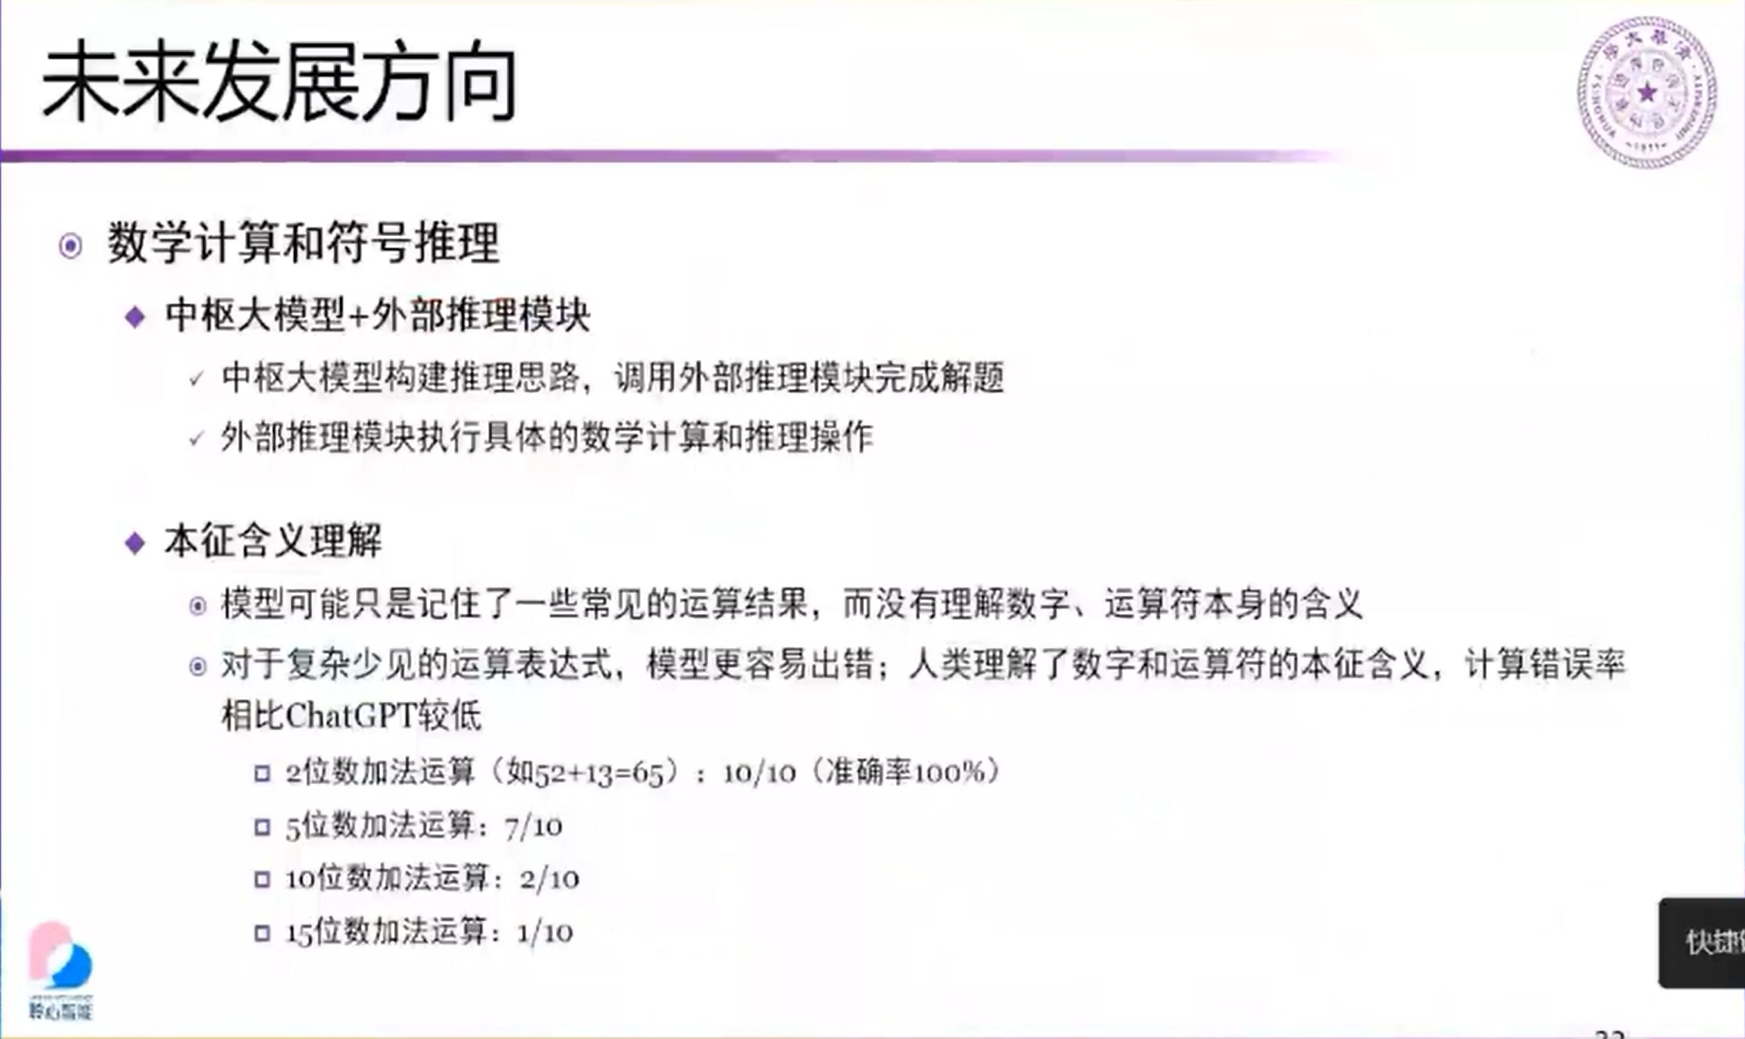 未来发展方向
数学计算和符号推理
中枢大模型+外部推理模块
中枢大模型构建推理思路，调用外部推理模块完成解题
外部推理模块执行具体的数学计算和推理操作
本征含义理解
模型可能只是记住了一些常见的运算结果，而没有理解数字、运算符本身的含义
对于复杂少见的运算表达式，模型更容易出错；人类理解了数字和运算符的本征含义，计算错误率
相比ChatGPT较低
2位数加法运算（如52+13=65）：10/10（准确率100%）
5位数加法运算：7/10
10位数加法运算：2/10
15位数加法运算：1/10
快捷
聆心智能